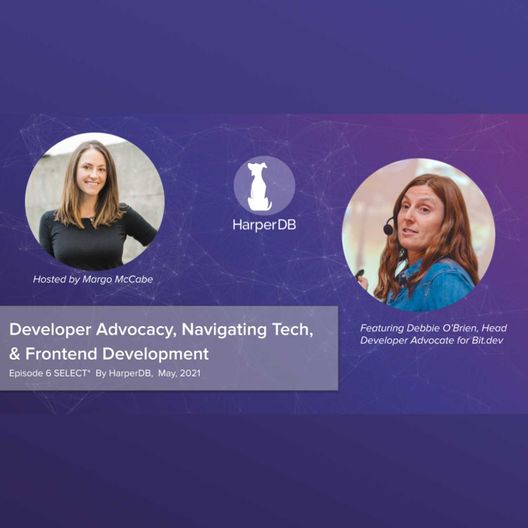 HarperDB
Hosted by Margo McCabe
Featuring Debbie O'Brien, Head
Developer Advocate for Bit.dev
Developer Advocacy, Navigating Tech,
& Frontend Development
Episode 6 SELECT* By HarperDB, May, 2021